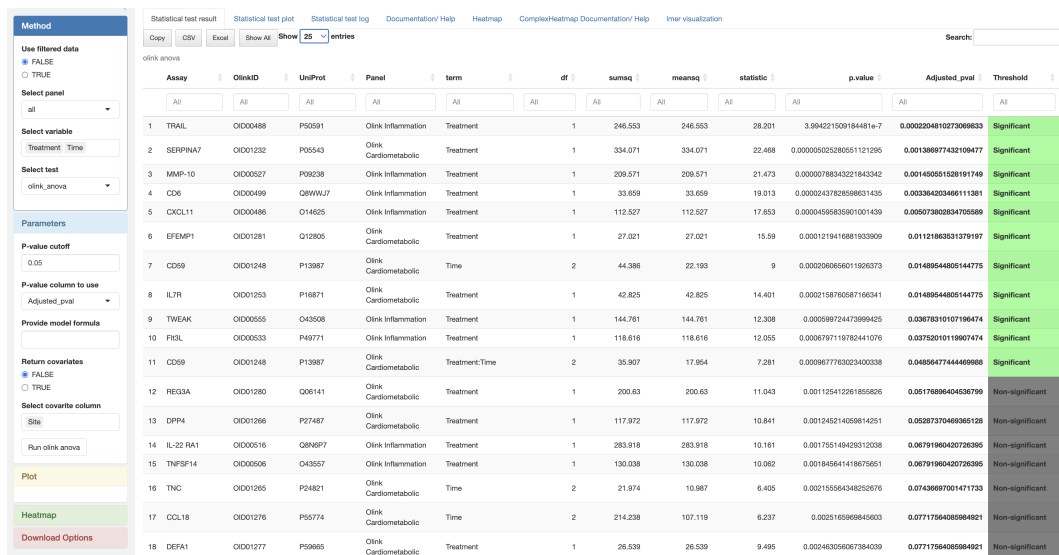 Method
Use filtered data
FALSE
TRUE
Select panel
all
Select variable
Treatment Time
Select test
olink_anova
Parameters
P-value cutoff
0.05
P-value column to use
Adjusted_pval
Provide model formula
Return covariates
FALSE
TRUE
Select covarite column
Site
Run olink anova
Plot
Heatmap
Download Options
Statistical test result Statistical test plot Statistical test log Documentation/ Help Heatmap ComplexHeatmap Documentation/ Help lmer visualization
Copy CSV Excel Show All Show 25 entries Search:
olink anova
Assay OlinkID UniProt Panel term df sumsq meansq statistic p.value Adjusted_pval Threshold
All All All All All All All All All All All All
1 TRAIL OID00488 P50591 Olink Inflammation Treatment 1 246.553 246.553 28.201 3.994221509184481e-7 0.0002204810273069833 Significant
2 SERPINA7 OID01232 P05543 Olink Cardiometabolic Treatment 1 334.071 334.071 22.468 0.000005025280551121295 0.001386977432109477 Significant
3 MMP-10 OID00527 P09238 Olink Inflammation Treatment 1 209.571 209.571 21.473 0.00000788343221843342 0.001450551528191749 Significant
4 CD6 OID00499 Q8WWJ7 Olink Inflammation Treatment 1 33.659 33.659 19.013 0.00002437828598631435 0.003364203466111381 Significant
5 CXCL11 OID00486 O14625 Olink Inflammation Treatment 1 112.527 112.527 17.653 0.00004595835901001439 0.005073802834705589 Significant
6 EFEMP1 OID01281 Q12805 Olink Cardiometabolic Treatment 1 27.021 27.021 15.59 0.0001219416881933909 0.01121863531379197 Significant
7 CD59 OID01248 P13987 Olink Cardiometabolic Time 2 44.386 22.193 9 0.0002060656011926373 0.01489544805144775 Significant
8 IL7R OID01253 P16871 Olink Cardiometabolic Treatment 1 42.825 42.825 14.401 0.0002158760587166341 0.01489544805144775 Significant
9 TWEAK OID00555 O43508 Olink Inflammation Treatment 1 144.761 144.761 12.308 0.000599724473999425 0.03678310107196474 Significant
10 Flt3L OID00533 P49771 Olink Inflammation Treatment 1 118.616 118.616 12.055 0.0006797119782441076 0.03752010119907474 Significant
11 CD59 OID01248 P13987 Olink Cardiometabolic Treatment:Time 2 35.907 17.954 7.281 0.0009677763023400338 0.04856477444469988 Significant
12 REG3A OID01280 Q06141 Olink Cardiometabolic Treatment 1 200.63 200.63 11.043 0.001125412261855826 0.05176896404536799 Non-significant
13 DPP4 OID01266 P27487 Olink Cardiometabolic Treatment 1 117.972 117.972 10.841 0.001245214059814251 0.05287370469365128 Non-significant
14 IL-22 RA1 OID00516 Q8N6P7 Olink Inflammation Treatment 1 283.918 283.918 10.161 0.001755149429312038 0.06791960420726395 Non-significant
15 TNFSF14 OID00506 O43557 Olink Inflammation Treatment 1 130.038 130.038 10.062 0.001845641418675651 0.06791960420726395 Non-significant
16 TNC OID01265 P24821 Olink Cardiometabolic Time 2 21.974 10.987 6.405 0.002155564348252676 0.07436697001471733 Non-significant
17 CCL18 OID01276 P55774 Olink Cardiometabolic Time 2 214.238 107.119 6.237 0.0025165969845603 0.07717564085984921 Non-significant
18 DEFA1 OID01277 P59665 Olink Cardiometabolic Treatment 1 26.539 26.539 9.495 0.002463056067384039 0.07717564085984921 Non-significant